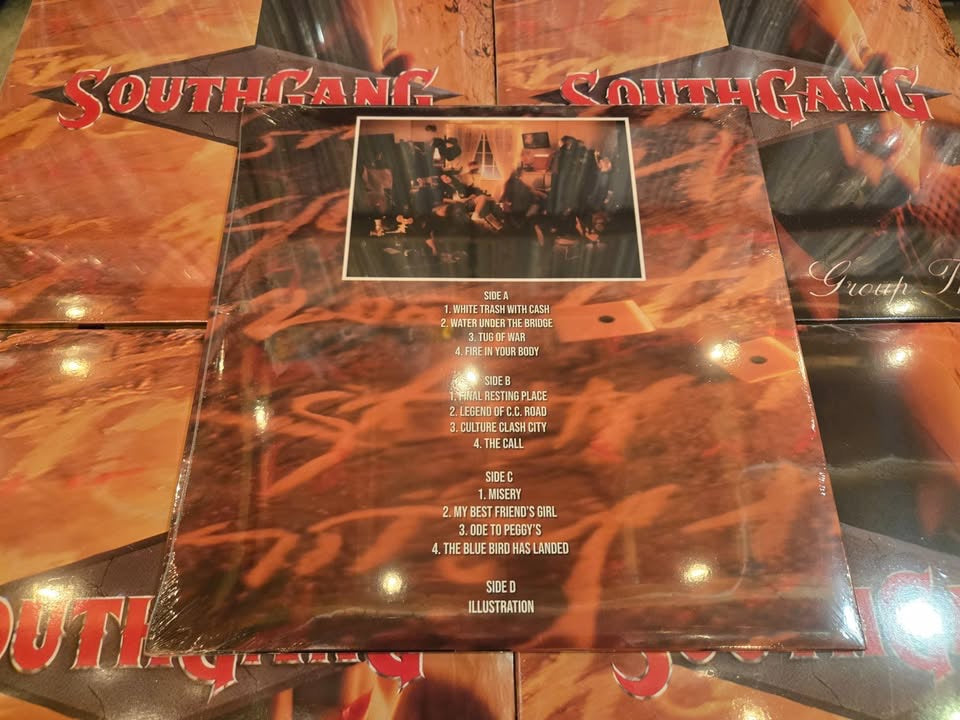 SOUTHGANG
SOUTHGANG
Group
SIDE A
1. WHITE TRASH WITH CASH
2. WATER UNDER THE BRIDGE
3. TUG OF WAR
4. FIRE IN YOUR BODY
SIDE B
1. FINAL RESTING PLACE
2. LEGEND OF C.C. ROAD
3. CULTURE CLASH CITY
4. THE CALL
SIDE C
1. MISERY
2. MY BEST FRIEND'S GIRL
3. ODE TO PEGGY'S
4. THE BLUE BIRD HAS LANDED
SIDE D
ILLUSTRATION